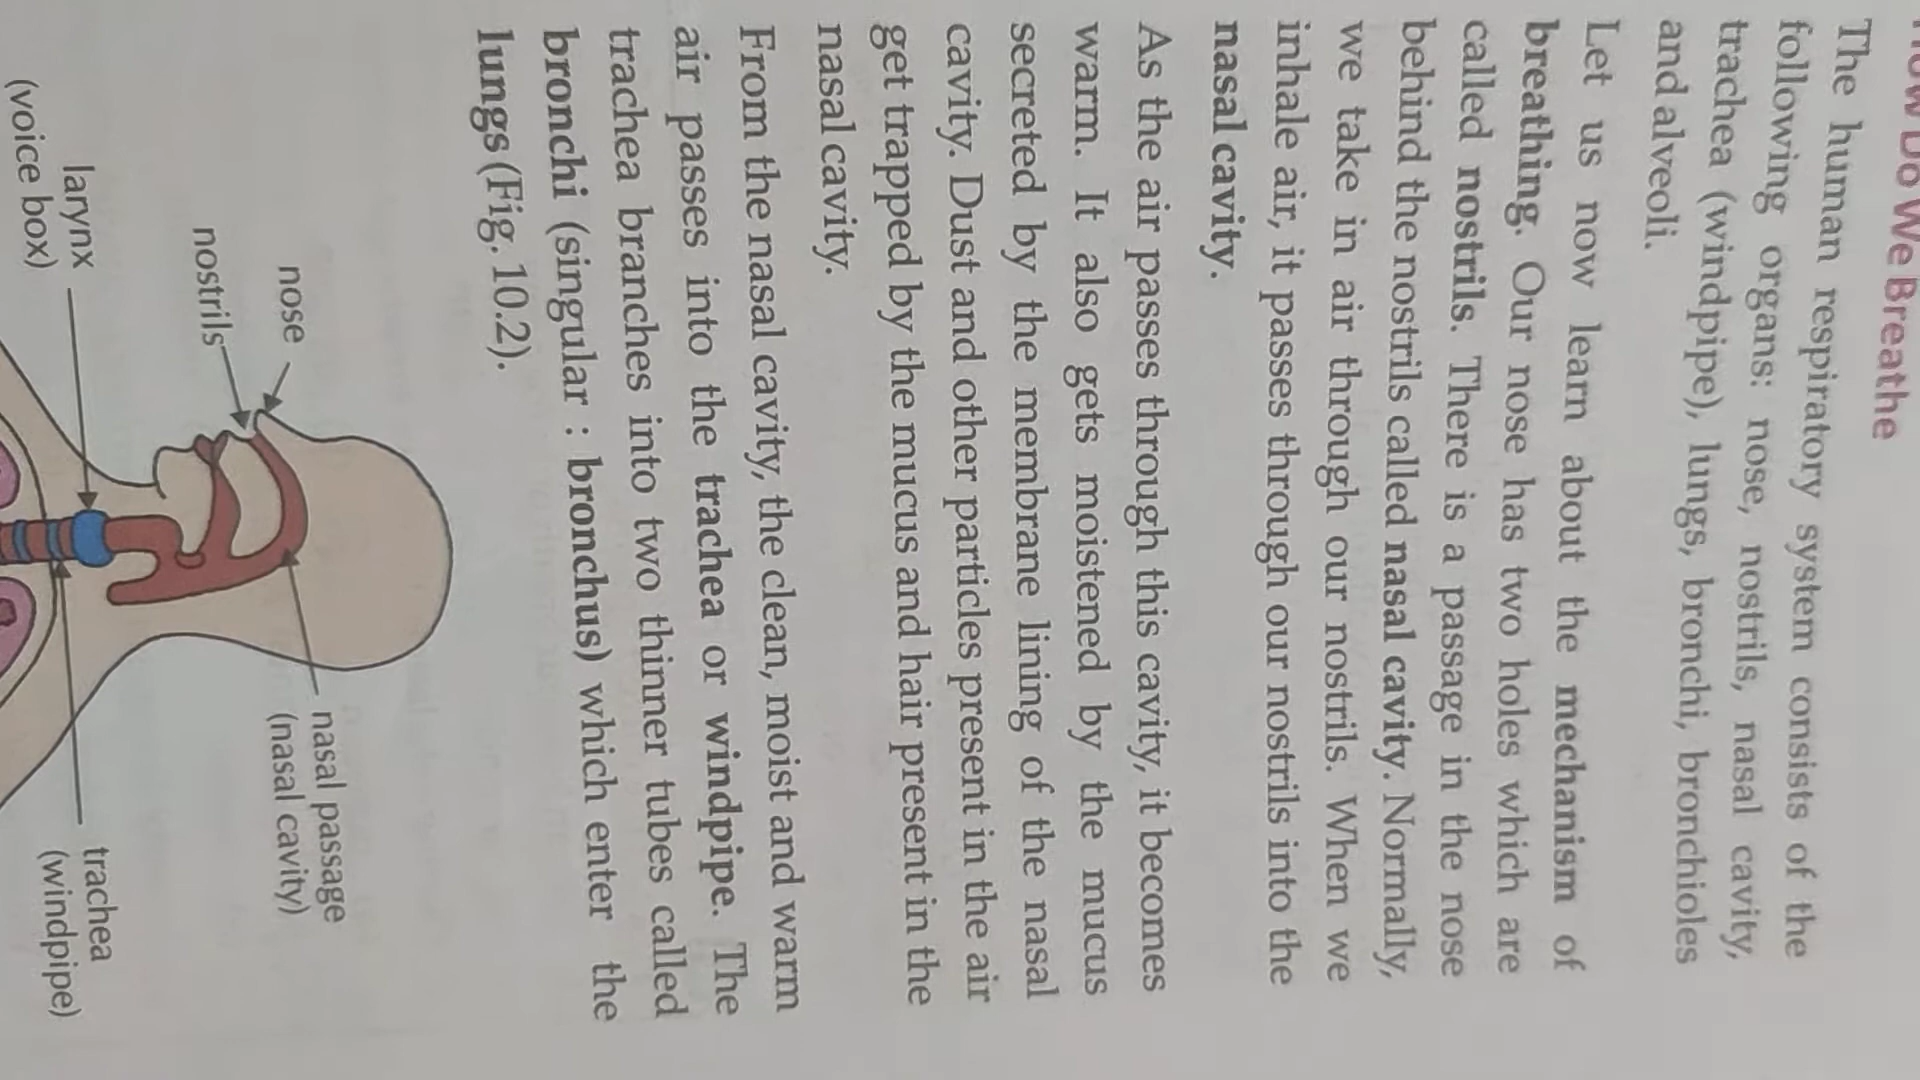 How Do We Breathe
The human respiratory system consists of the
following organs: nose, nostrils, nasal cavity,
trachea (windpipe), lungs, bronchi, bronchioles
and alveoli.
Let us now learn about the mechanism of
breathing. Our nose has two holes which are
called nostrils. There is a passage in the nose
behind the nostrils called nasal cavity. Normally,
we take in air through our nostrils. When we
inhale air, it passes through our nostrils into the
nasal cavity.
As the air passes through this cavity, it becomes
warm. It also gets moistened by the mucus
secreted by the membrane lining of the nasal
cavity. Dust and other particles present in the air
get trapped by the mucus and hair present in the
nasal cavity.
From the nasal cavity, the clean, moist and warm
air passes into the trachea or windpipe. The
trachea branches into two thinner tubes called
bronchi (singular : bronchus) which enter the
lungs (Fig. 10.2).
nose
nostrils
nasal passage
(nasal cavity)
larynx
(voice box)
trachea
(windpipe)